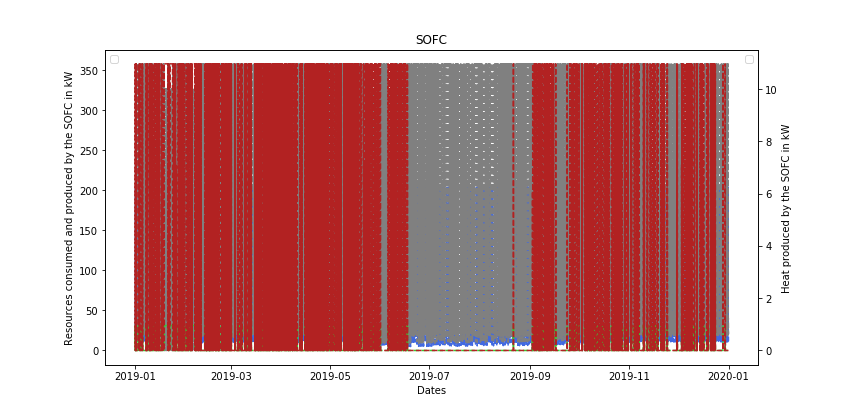 SOFC
Resources consumed and produced by the SOFC in kW
350
300
250
200
150
100
50
0
10
8
6
4
2
0
Heat produced by the SOFC in kW
2019-01 2019-03 2019-05 2019-07 2019-09 2019-11 2020-01
Dates